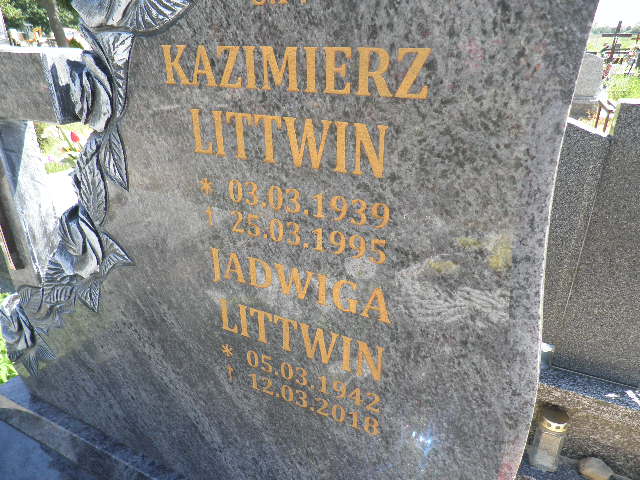 KAZIMIERZ
LITTWIN
* 03.03.1939
† 25.03.1995
JADWIGA
LITTWIN
* 05.03.1942
† 12.03.2018